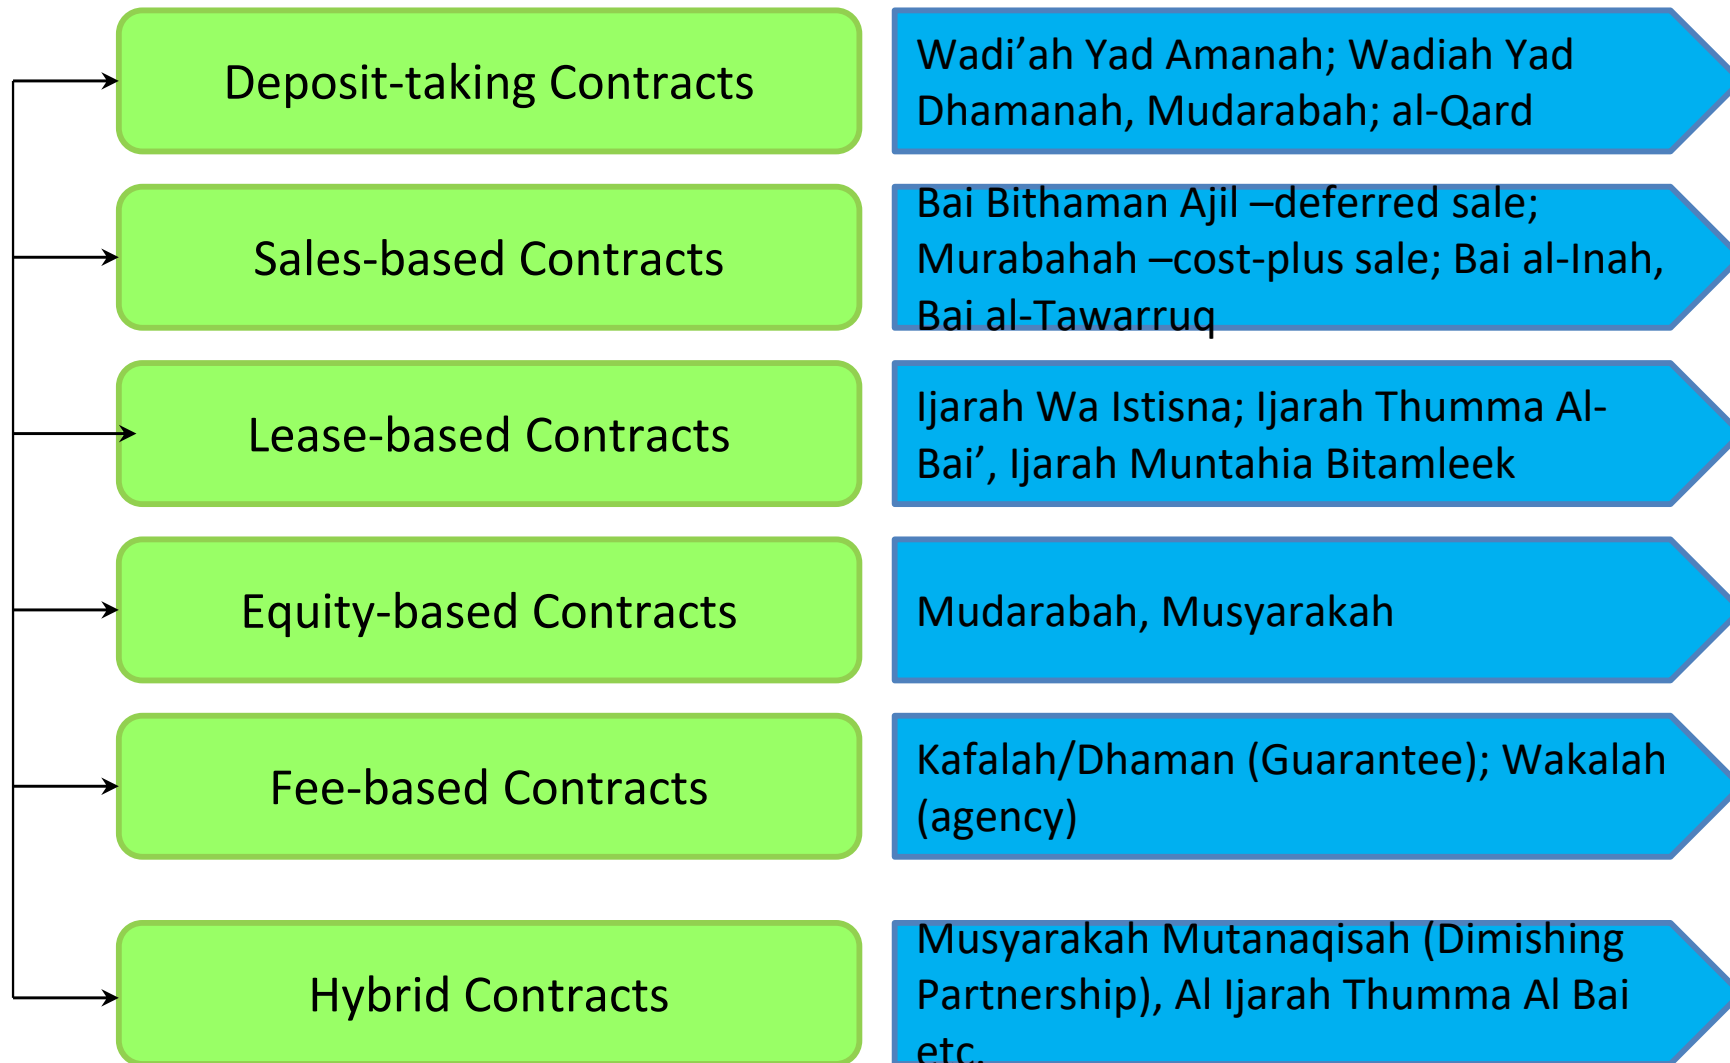 Deposit-taking Contracts
Wadi’ah Yad Amanah; Wadiah Yad
Dhamanah, Mudarabah; al-Qard
Sales-based Contracts
Bai Bithaman Ajil –deferred sale;
Murabahah –cost-plus sale; Bai al-Inah,
Bai al-Tawarruq
Lease-based Contracts
Ijarah Wa Istisna; Ijarah Thumma Al-
Bai’, Ijarah Muntahia Bitamleek
Equity-based Contracts
Mudarabah, Musyarakah
Fee-based Contracts
Kafalah/Dhaman (Guarantee); Wakalah
(agency)
Hybrid Contracts
Musyarakah Mutanaqisah (Dimishing
Partnership), Al Ijarah Thumma Al Bai
etc.